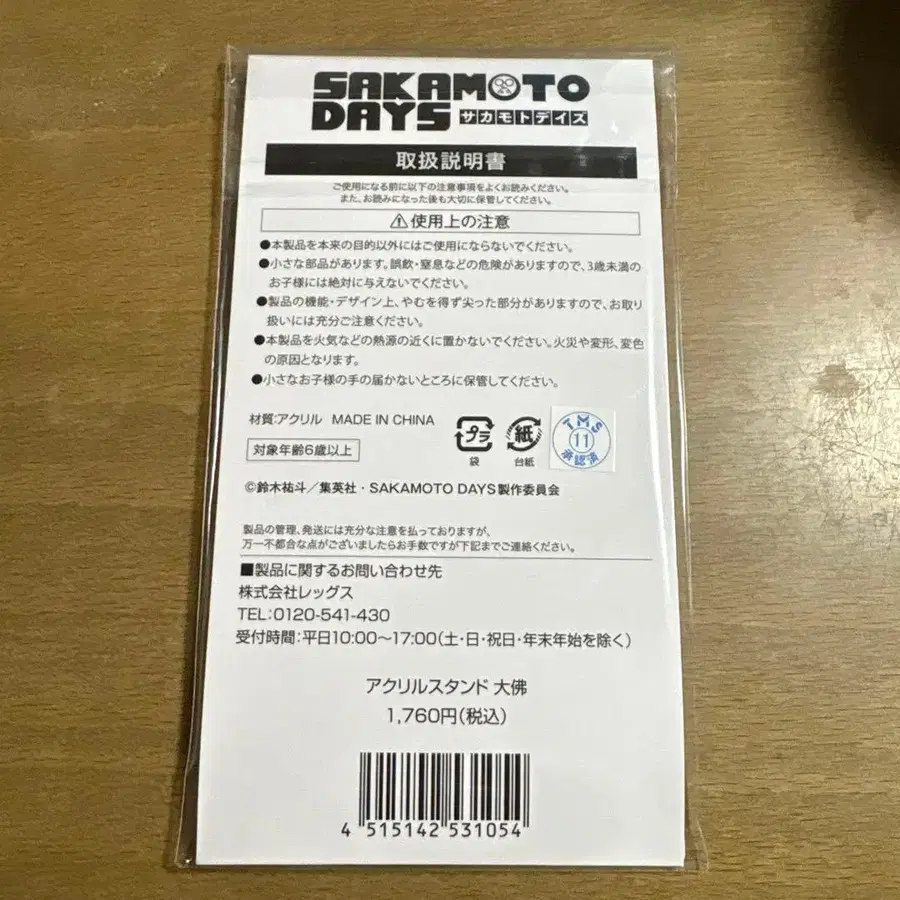 SAKAMOTO
DAYS サカモトデイズ
取扱説明書
ご使用になる前に以下の注意事項をよくお読みください。
また、お読みになった後も大切に保管してください。
⚠使用上の注意
●本製品を本来の目的以外にはご使用にならないでください。
●小さな部品があります。誤飲・窒息などの危険がありますので、3歳未満の
お子様には絶対に与えないでください。
●製品の機能・デザイン上、やむを得ず尖った部分がありますので、お取り
扱いには充分ご注意ください。
●本製品を火気などの熱源の近くに置かないでください。火災や変形、変色
の原因となります。
●小さなお子様の手の届かないところに保管してください。
材質:アクリル MADE IN CHINA
対象年齢6歳以上
プラ
袋
紙
台紙
TMS
11
承認済
©鈴木祐斗／集英社・SAKAMOTO DAYS製作委員会
製品の管理、発送には充分な注意を払っておりますが、
万一不都合な点がございましたらお手数ですが下記までご連絡ください。
■製品に関するお問い合わせ先
株式会社レッグス
TEL:0120-541-430
受付時間:平日10:00〜17:00(土・日・祝日・年末年始を除く)
アクリルスタンド 大佛
1,760円(税込)
4 515142 531054